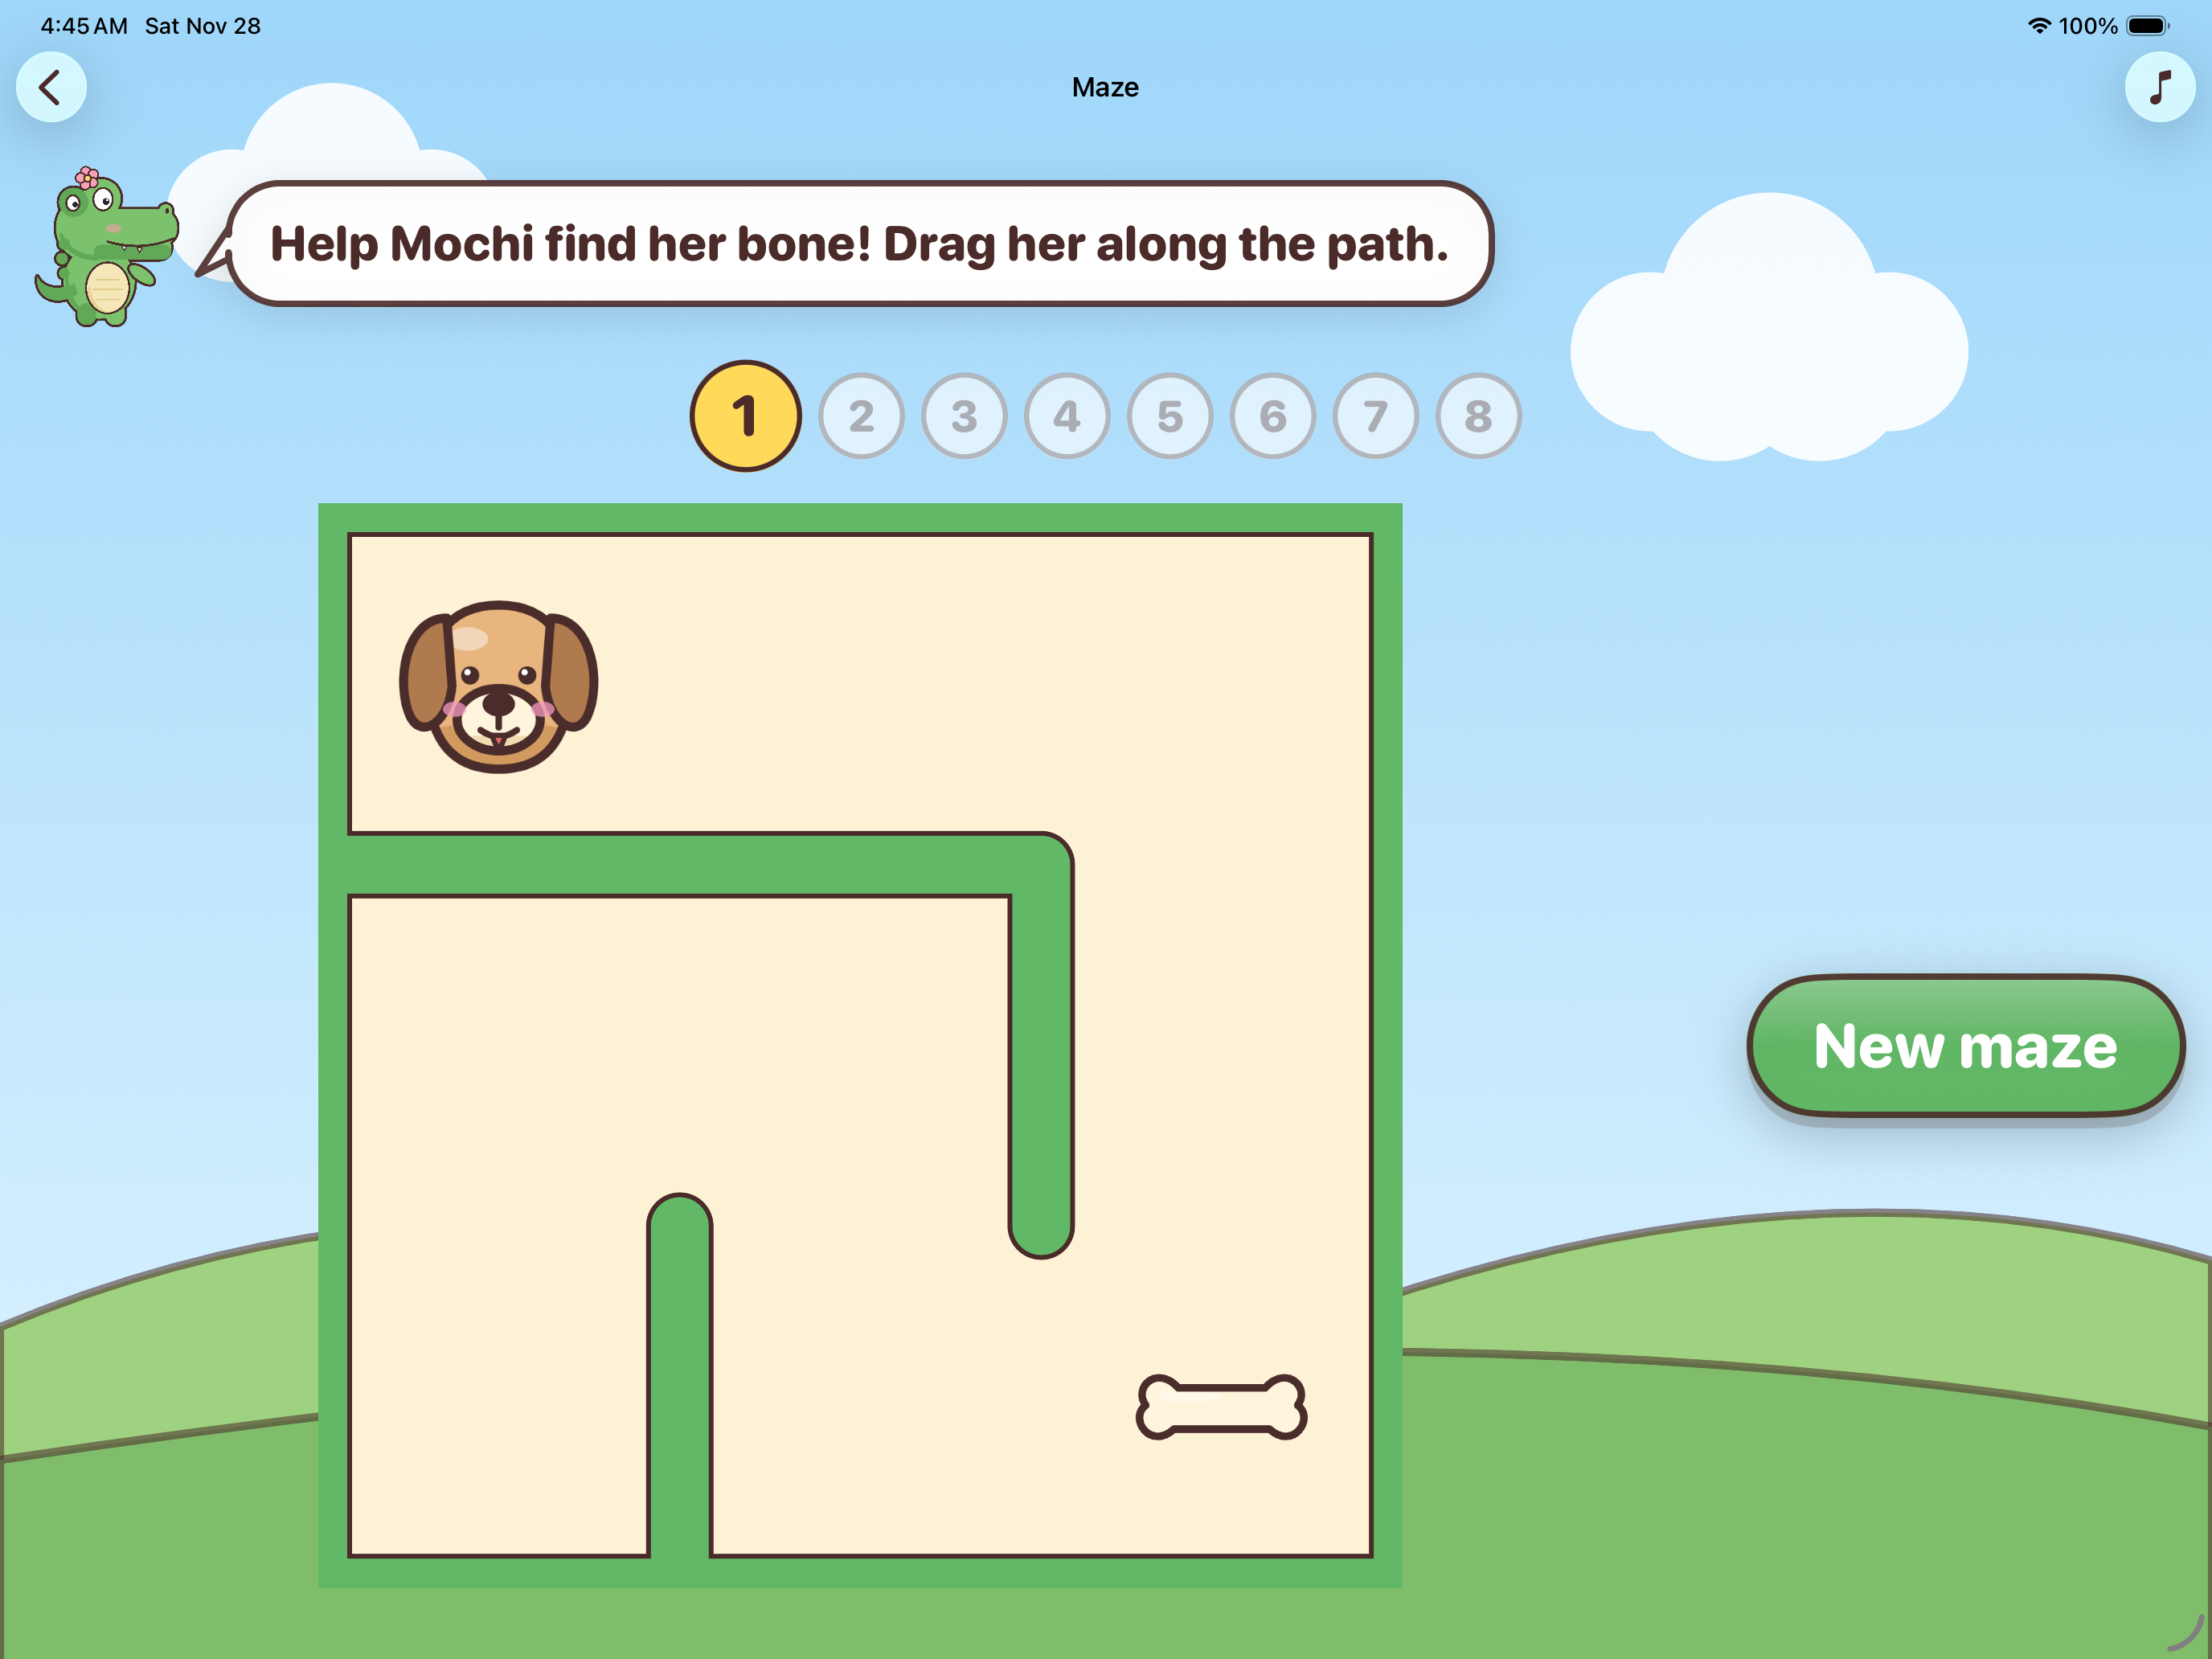 4:45 AM Sat Nov 28
100%
Maze
Help Mochi find her bone! Drag her along the path.
1 2 3 4 5 6 7 8
New maze